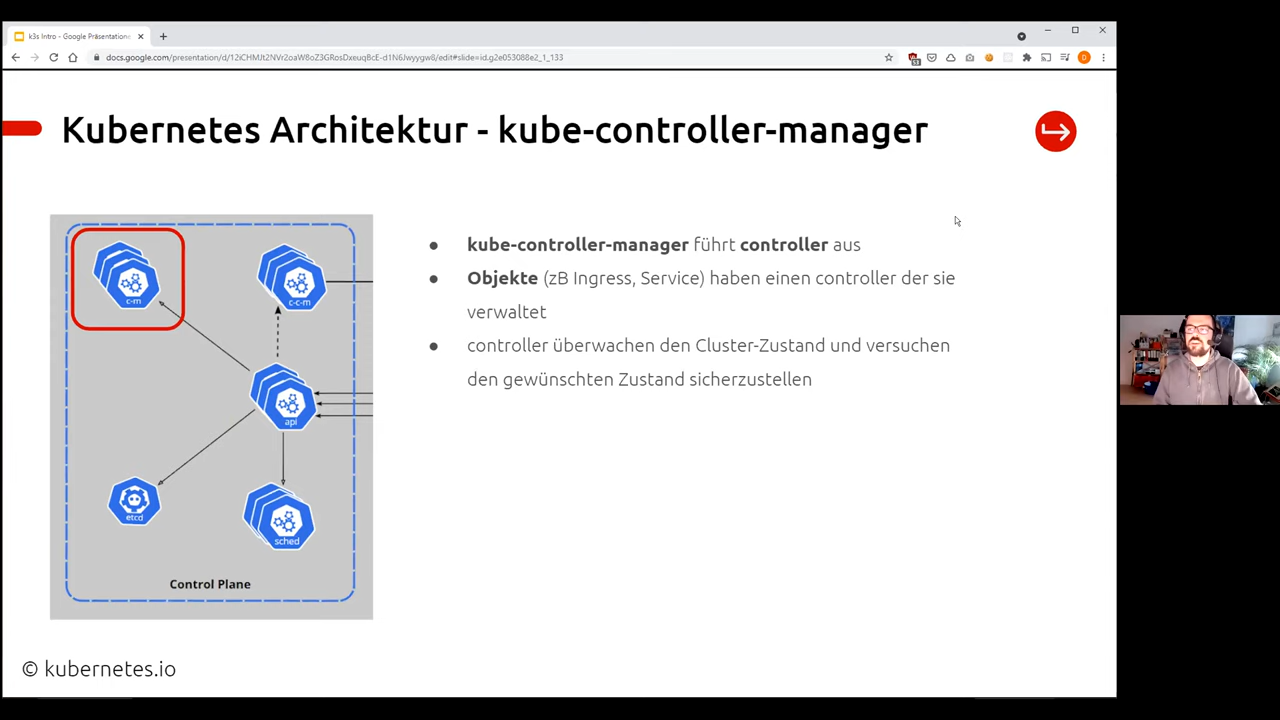 k3s Intro - Google Präsentations
docs.google.com/presentation/d/12iCHMJt2NVr2oaW8oZ3GRosDxeuqBcE-d1N6Jwyygw8/edit#slide=id.g2e053088e2_1_133
Kubernetes Architektur - kube-controller-manager
c-m
c-c-m
api
etcd
sched
Control Plane
● kube-controller-manager führt controller aus
● Objekte (zB Ingress, Service) haben einen controller der sie
verwaltet
● controller überwachen den Cluster-Zustand und versuchen
den gewünschten Zustand sicherzustellen
© kubernetes.io